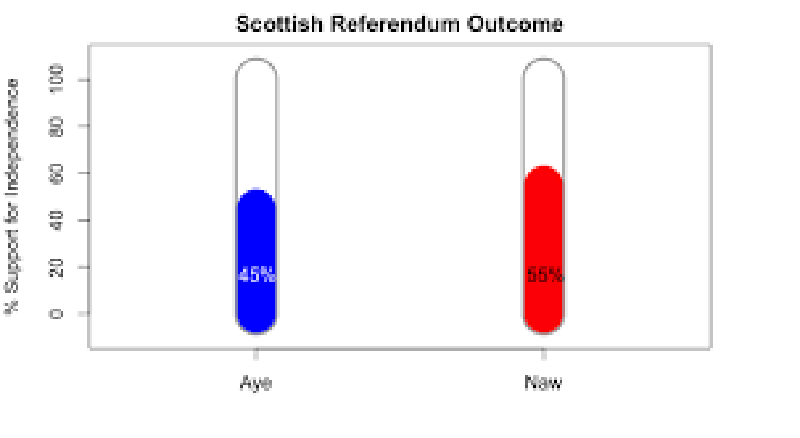 Scottish Referendum Outcome
% Support for Independence
100
80
60
40
20
0
45%
55%
Aye
Naw